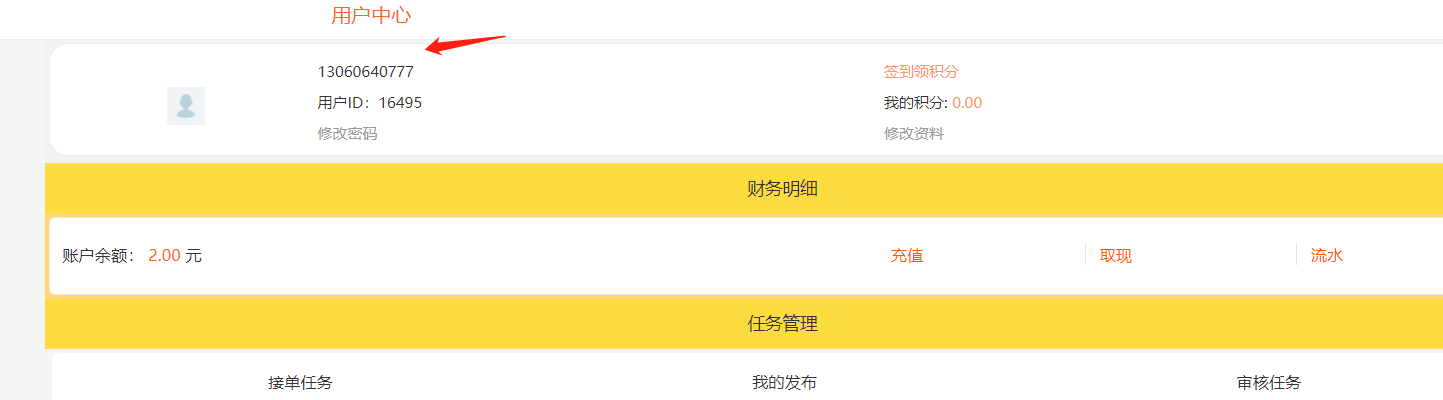 用户中心
13060640777
签到领积分
用户ID：16495
我的积分: 0.00
修改密码
修改资料
财务明细
账户余额： 2.00 元
充值
取现
流水
任务管理
接单任务
我的发布
审核任务